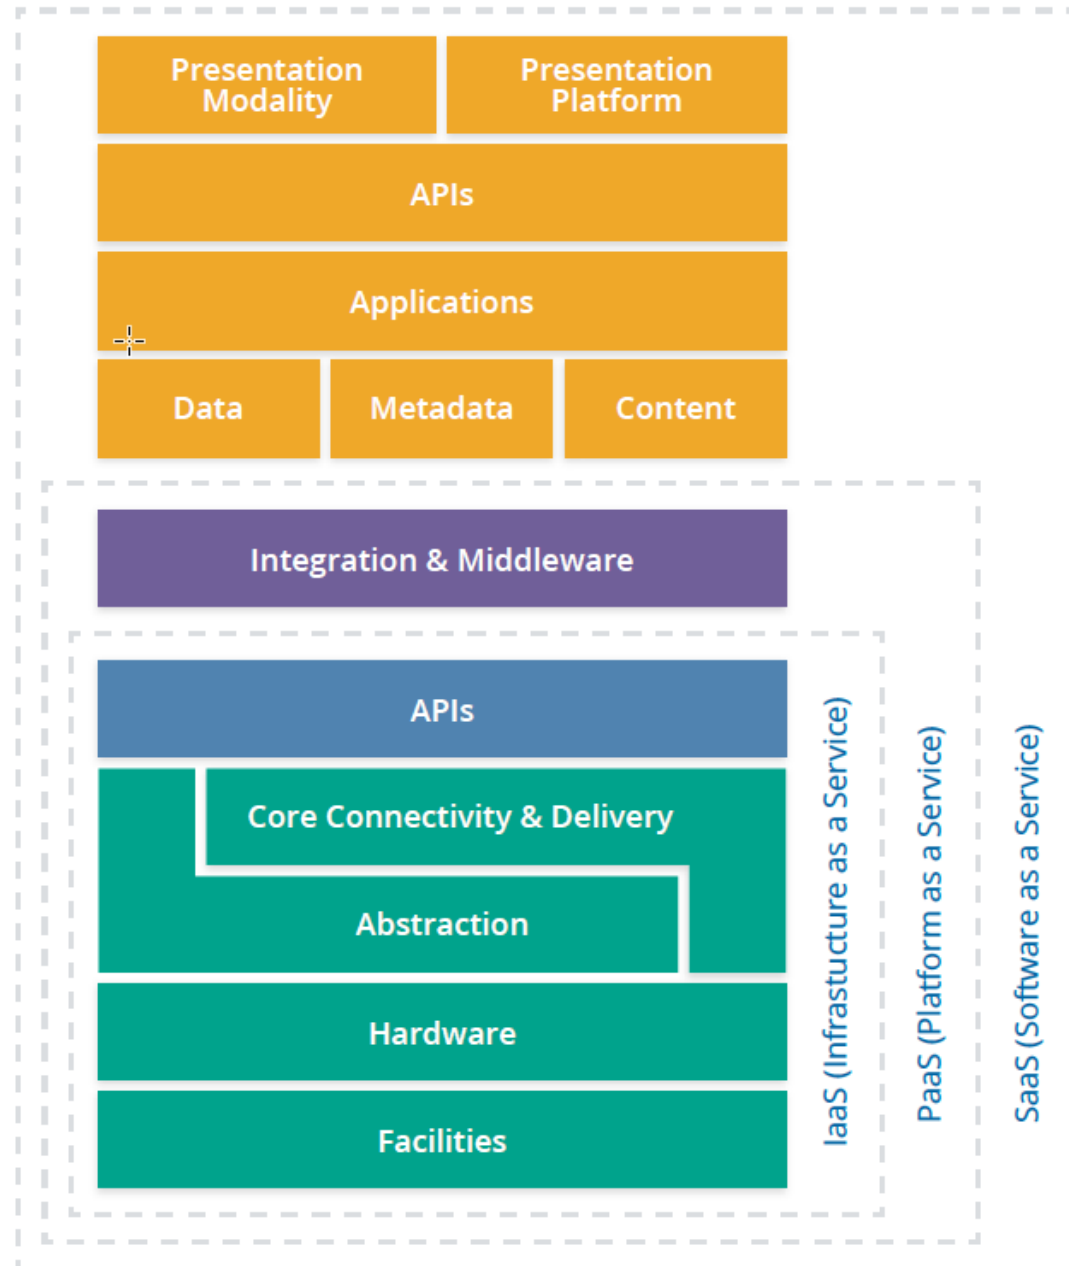 Presentation
Modality
Presentation
Platform
APIs
Applications
Data
Metadata
Content
Integration & Middleware
APIs
Core Connectivity & Delivery
Abstraction
Hardware
Facilities
IaaS (Infrastucture as a Service)
PaaS (Platform as a Service)
SaaS (Software as a Service)